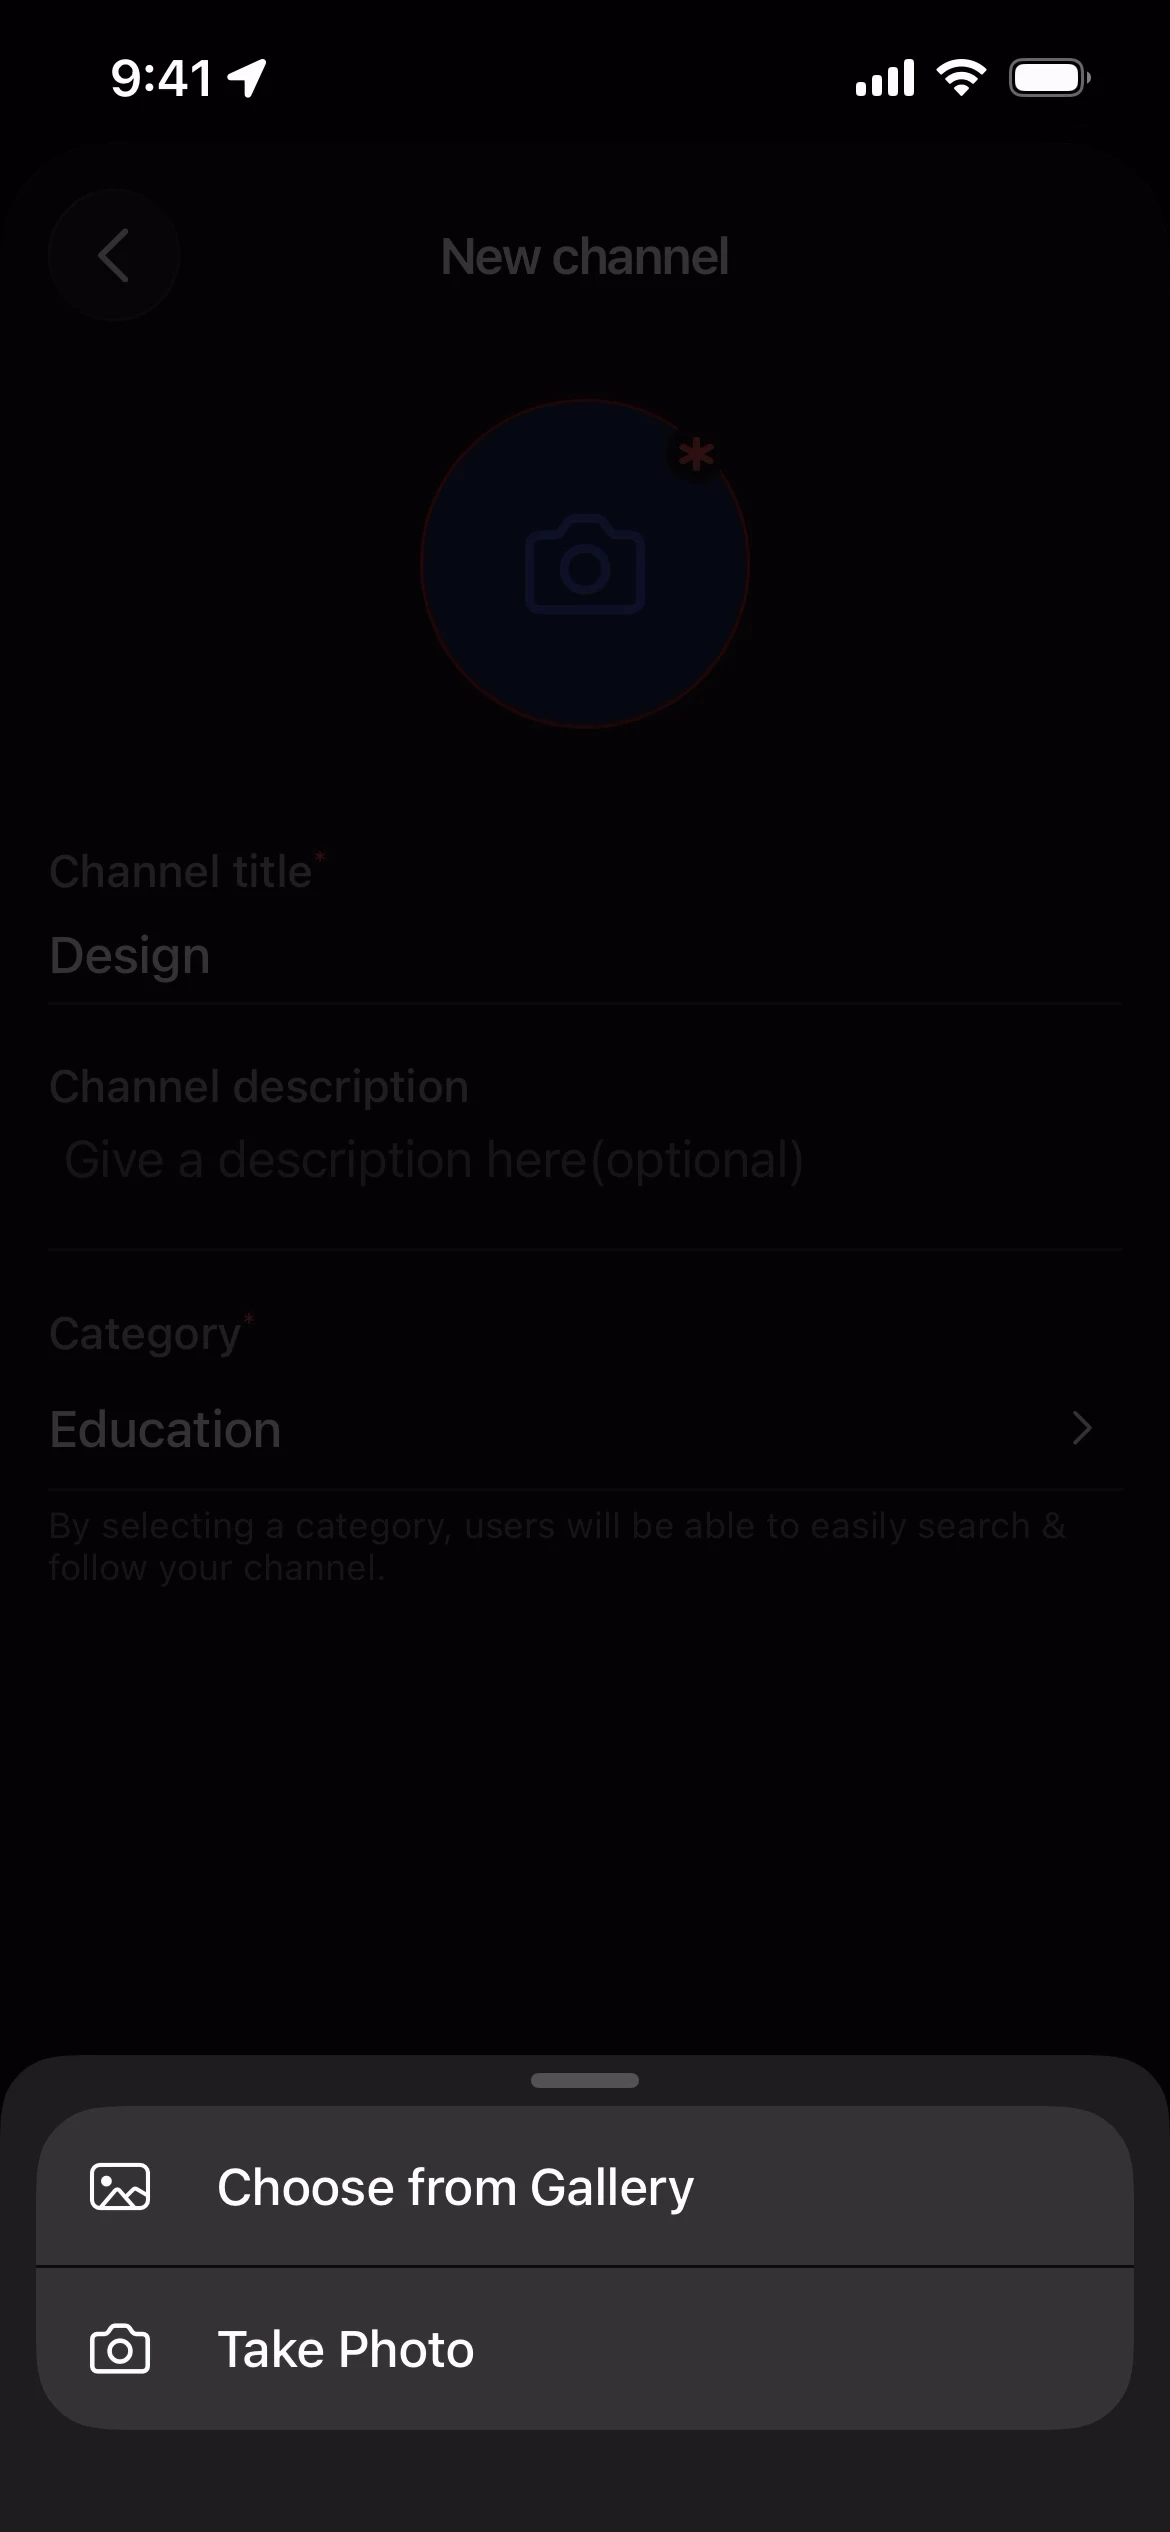 9:41
New channel
Channel title*
Design
Channel description
Give a description here(optional)
Category*
Education
By selecting a category, users will be able to easily search &
follow your channel.
Choose from Gallery
Take Photo